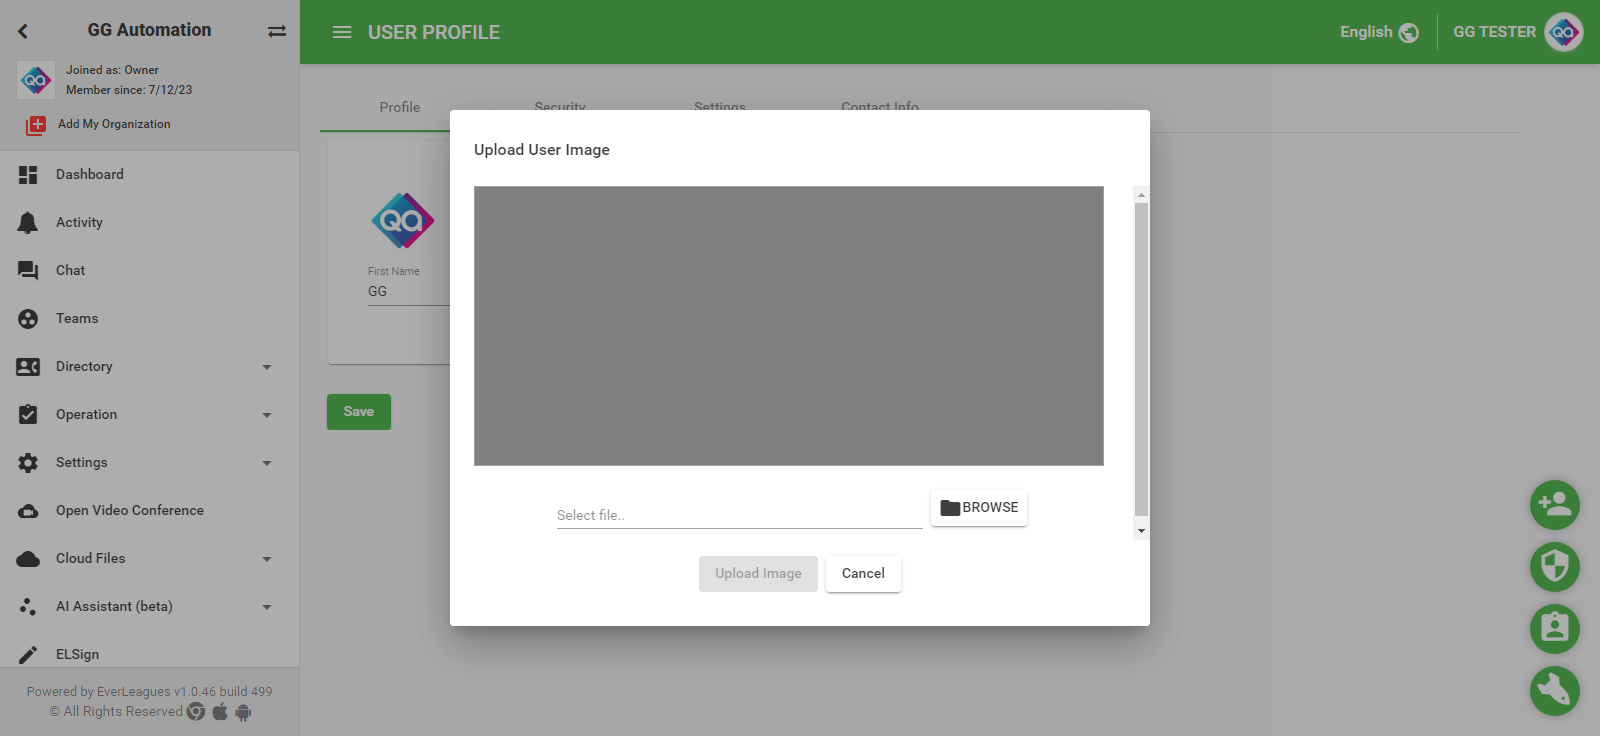 GG Automation
Joined as: Owner
Member since: 7/12/23
Add My Organization
Dashboard
Activity
Chat
Teams
Directory
Operation
Settings
Open Video Conference
Cloud Files
AI Assistant (beta)
ELSign
Powered by EverLeagues v1.0.46 build 499
© All Rights Reserved
USER PROFILE
English
GG TESTER
QA
Profile
Security
Settings
Contact Info
QA
First Name
GG
Save
Upload User Image
Select file..
BROWSE
Upload Image
Cancel